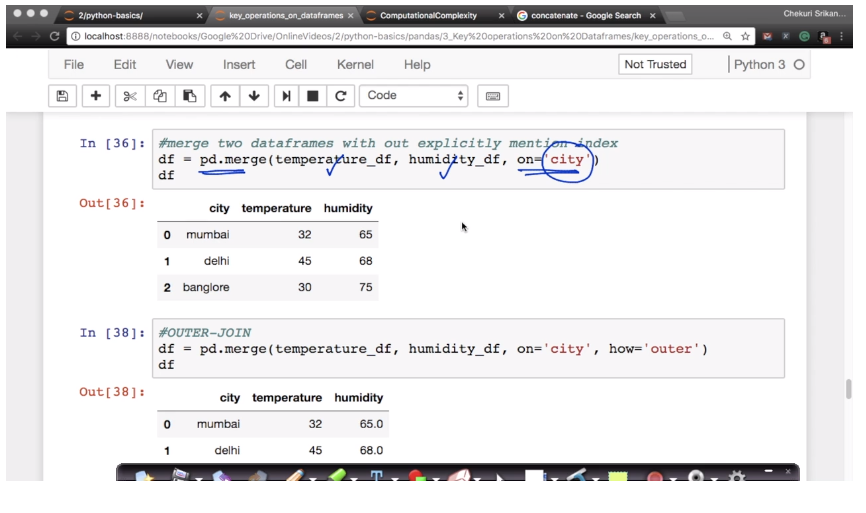 2/python-basics/ × key_operations_on_dataframes × ComputationalComplexity × concatenate - Google Search × Chekuri Srikan...
localhost:8888/notebooks/Google%20Drive/OnlineVideos/2/python-basics/pandas/3_Key%20operations%20on%20Dataframes/key_operations_o...
File Edit View Insert Cell Kernel Help Not Trusted Python 3
Code
In [36]: #merge two dataframes with out explicitly mention index
df = pd.merge(temperature_df, humidity_df, on='city')
df
Out[36]:
city temperature humidity
0 mumbai 32 65
1 delhi 45 68
2 banglore 30 75
In [38]: #OUTER-JOIN
df = pd.merge(temperature_df, humidity_df, on='city', how='outer')
df
Out[38]:
city temperature humidity
0 mumbai 32 65.0
1 delhi 45 68.0